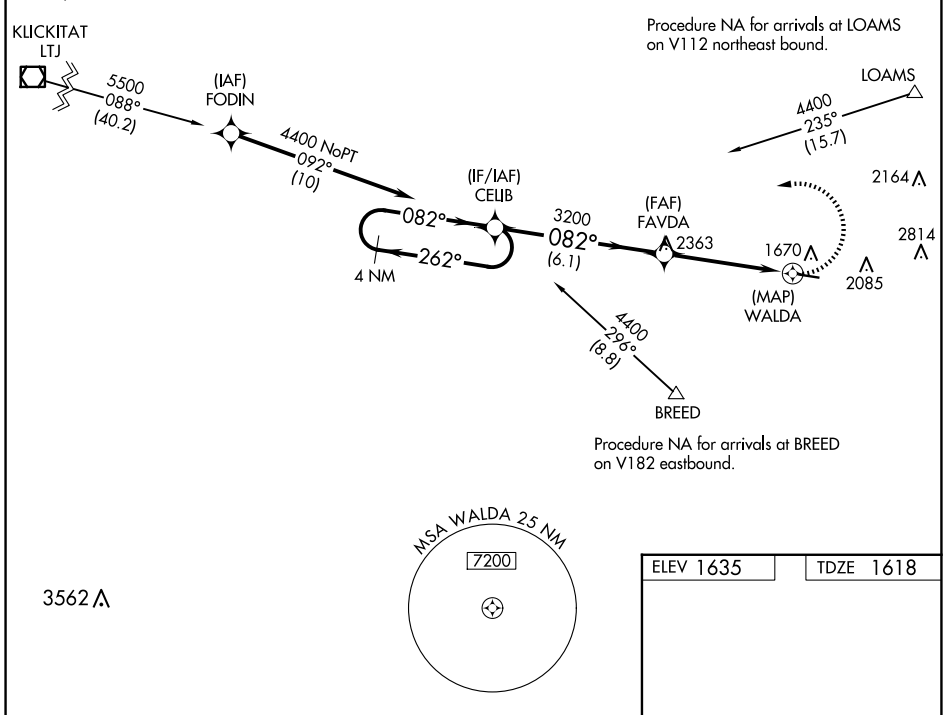 KLICKITAT
LTJ
5500
088°
(40.2)
(IAF)
FODIN
4400 NoPT
092°
(10)
Procedure NA for arrivals at LOAMS
on V112 northeast bound.
LOAMS
4400
235°
(15.7)
(IF/IAF)
CELIB
082°
262°
4 NM
3200
082°
(6.1)
(FAF)
FAVDA
2363
2164
2814
1670
2085
(MAP)
WALDA
4400
296°
(8.8)
BREED
Procedure NA for arrivals at BREED
on V182 eastbound.
MSA WALDA 25 NM
7200
3562
ELEV 1635
TDZE 1618